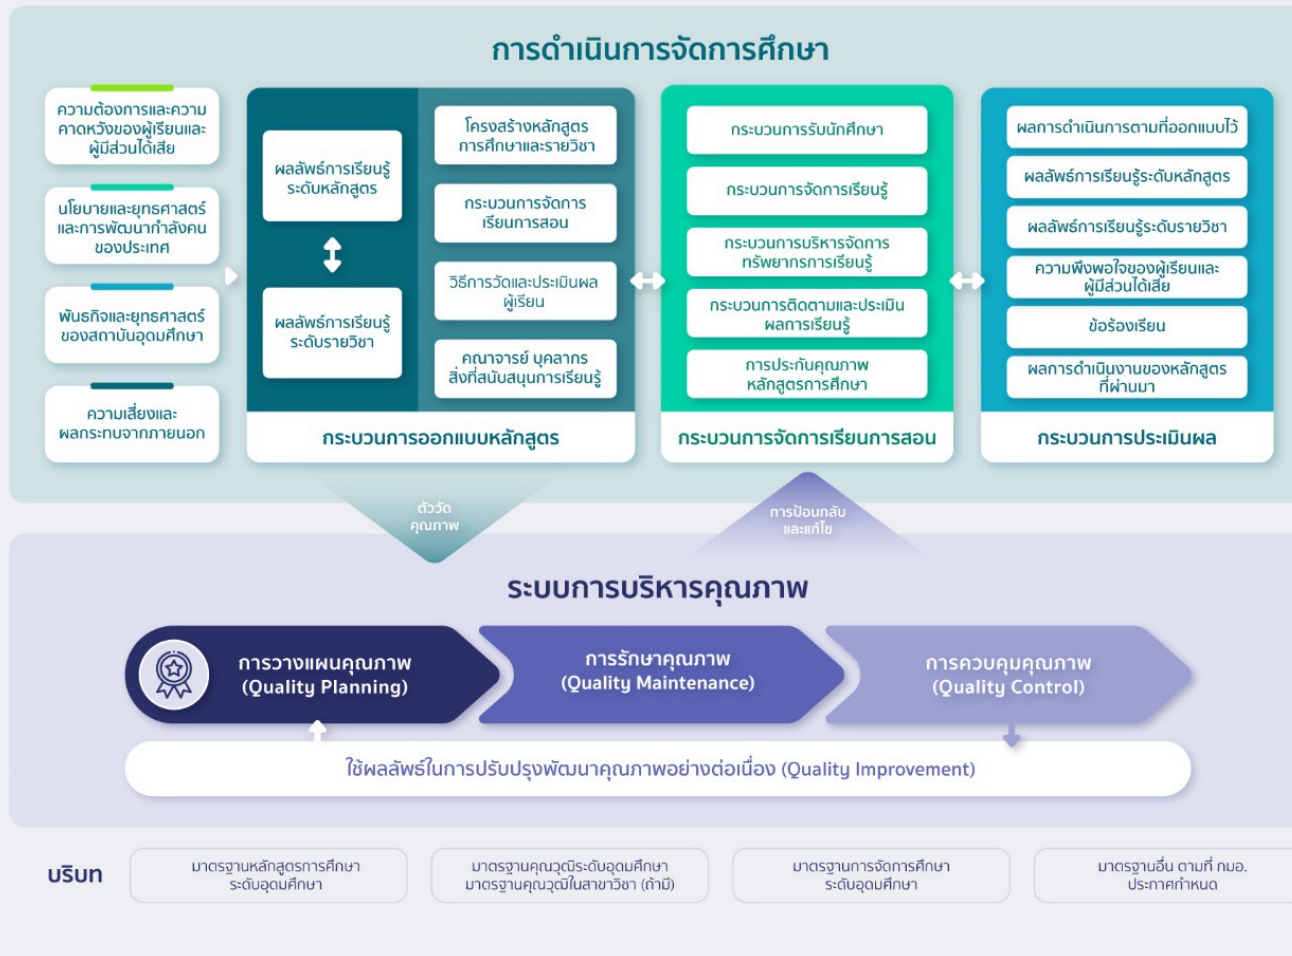 การดำเนินการจัดการศึกษา
ความต้องการและความ
คาดหวังของผู้เรียนและ
ผู้มีส่วนได้เสีย
นโยบายและยุทธศาสตร์
และการพัฒนากำลังคน
ของประเทศ
พันธกิจและยุทธศาสตร์
ของสถาบันอุดมศึกษา
ความเสี่ยงและ
ผลกระทบจากภายนอก
ผลลัพธ์การเรียนรู้
ระดับหลักสูตร
ผลลัพธ์การเรียนรู้
ระดับรายวิชา
โครงสร้างหลักสูตร
การศึกษาและรายวิชา
กระบวนการจัดการ
เรียนการสอน
วิธีการวัดและประเมินผล
ผู้เรียน
คณาจารย์ บุคลากร
สิ่งที่สนับสนุนการเรียนรู้
กระบวนการออกแบบหลักสูตร
กระบวนการรับนักศึกษา
กระบวนการจัดการเรียนรู้
กระบวนการบริหารจัดการ
ทรัพยากรการเรียนรู้
กระบวนการติดตามและประเมิน
ผลการเรียนรู้
การประกันคุณภาพ
หลักสูตรการศึกษา
กระบวนการจัดการเรียนการสอน
ผลการดำเนินการตามที่ออกแบบไว้
ผลลัพธ์การเรียนรู้ระดับหลักสูตร
ผลลัพธ์การเรียนรู้ระดับรายวิชา
ความพึงพอใจของผู้เรียนและ
ผู้มีส่วนได้เสีย
ข้อร้องเรียน
ผลการดำเนินงานของหลักสูตร
ที่ผ่านมา
กระบวนการประเมินผล
ตัววัด
คุณภาพ
การป้อนกลับ
และแก้ไข
ระบบการบริหารคุณภาพ
การวางแผนคุณภาพ
(Quality Planning)
การรักษาคุณภาพ
(Quality Maintenance)
การควบคุมคุณภาพ
(Quality Control)
ใช้ผลลัพธ์ในการปรับปรุงพัฒนาคุณภาพอย่างต่อเนื่อง (Quality Improvement)
บริบท
มาตรฐานหลักสูตรการศึกษา
ระดับอุดมศึกษา
มาตรฐานคุณวุฒิระดับอุดมศึกษา
มาตรฐานคุณวุฒิในสาขาวิชา (ถ้ามี)
มาตรฐานการจัดการศึกษา
ระดับอุดมศึกษา
มาตรฐานอื่น ตามที่ กมอ.
ประกาศกำหนด